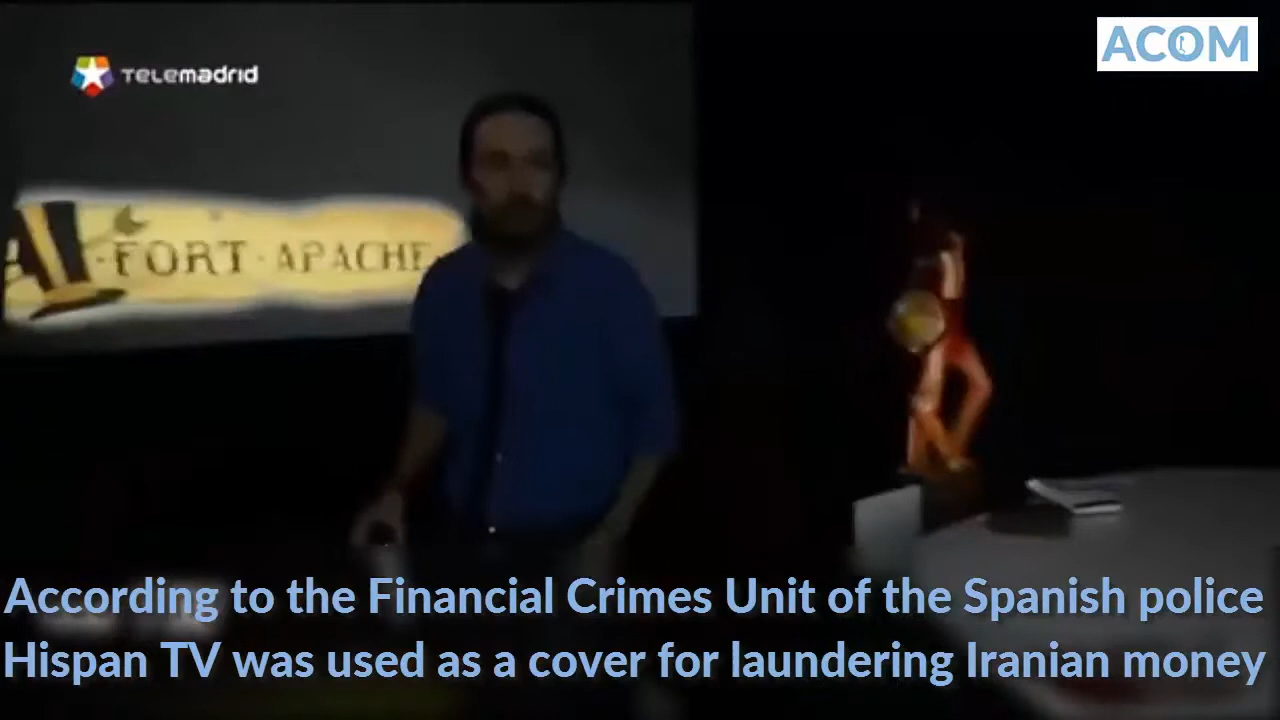 TELEMADRID
ACOM
FORT APACHE
According to the Financial Crimes Unit of the Spanish police
Hispan TV was used as a cover for laundering Iranian money